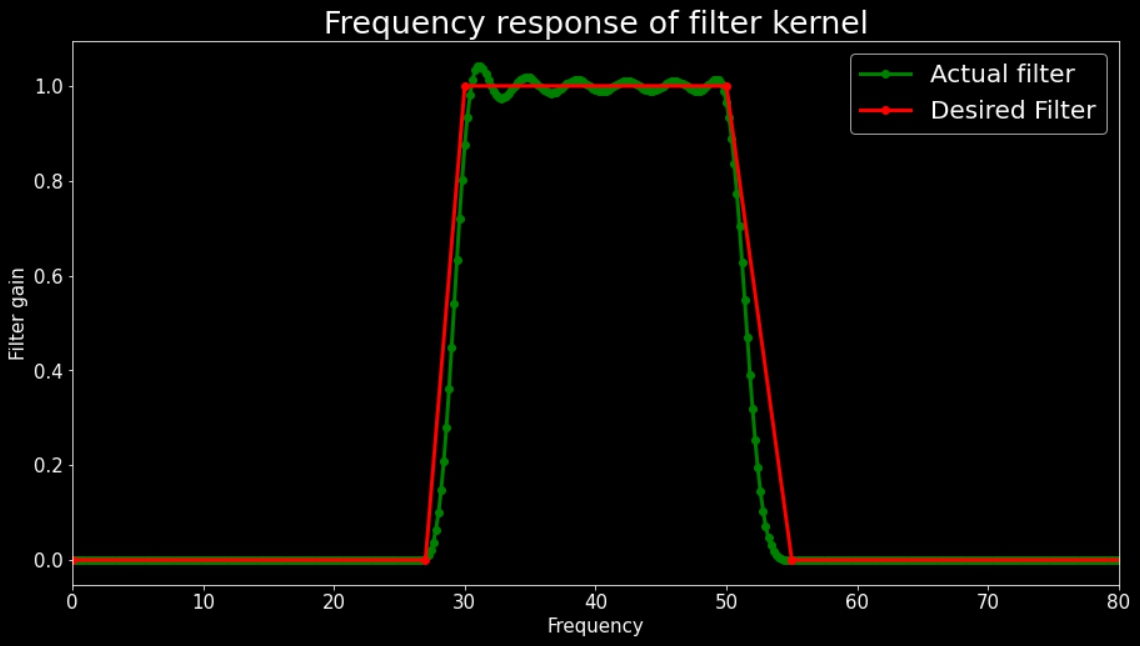 Frequency response of filter kernel
Actual filter
Desired Filter
1.0
0.8
0.6
0.4
0.2
0.0
Filter gain
0 10 20 30 40 50 60 70 80
Frequency